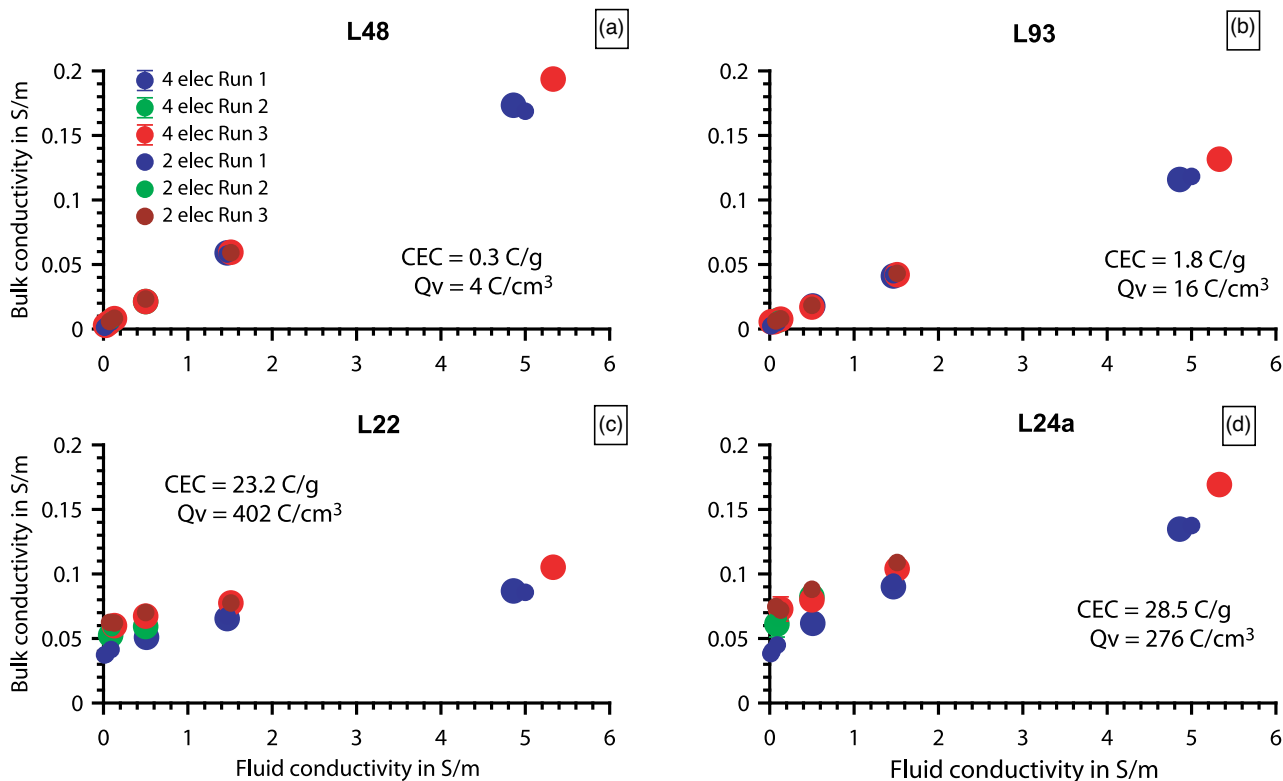 L48
(a)
0.2
0.15
0.1
0.05
0
Bulk conductivity in S/m
4 elec Run 1
4 elec Run 2
4 elec Run 3
2 elec Run 1
2 elec Run 2
2 elec Run 3
CEC = 0.3 C/g
Qv = 4 C/cm³
0 1 2 3 4 5 6
L93
(b)
0.2
0.15
0.1
0.05
0
CEC = 1.8 C/g
Qv = 16 C/cm³
0 1 2 3 4 5 6
L22
(c)
0.2
0.15
0.1
0.05
0
Bulk conductivity in S/m
CEC = 23.2 C/g
Qv = 402 C/cm³
0 1 2 3 4 5 6
Fluid conductivity in S/m
L24a
(d)
0.2
0.15
0.1
0.05
0
CEC = 28.5 C/g
Qv = 276 C/cm³
0 1 2 3 4 5 6
Fluid conductivity in S/m